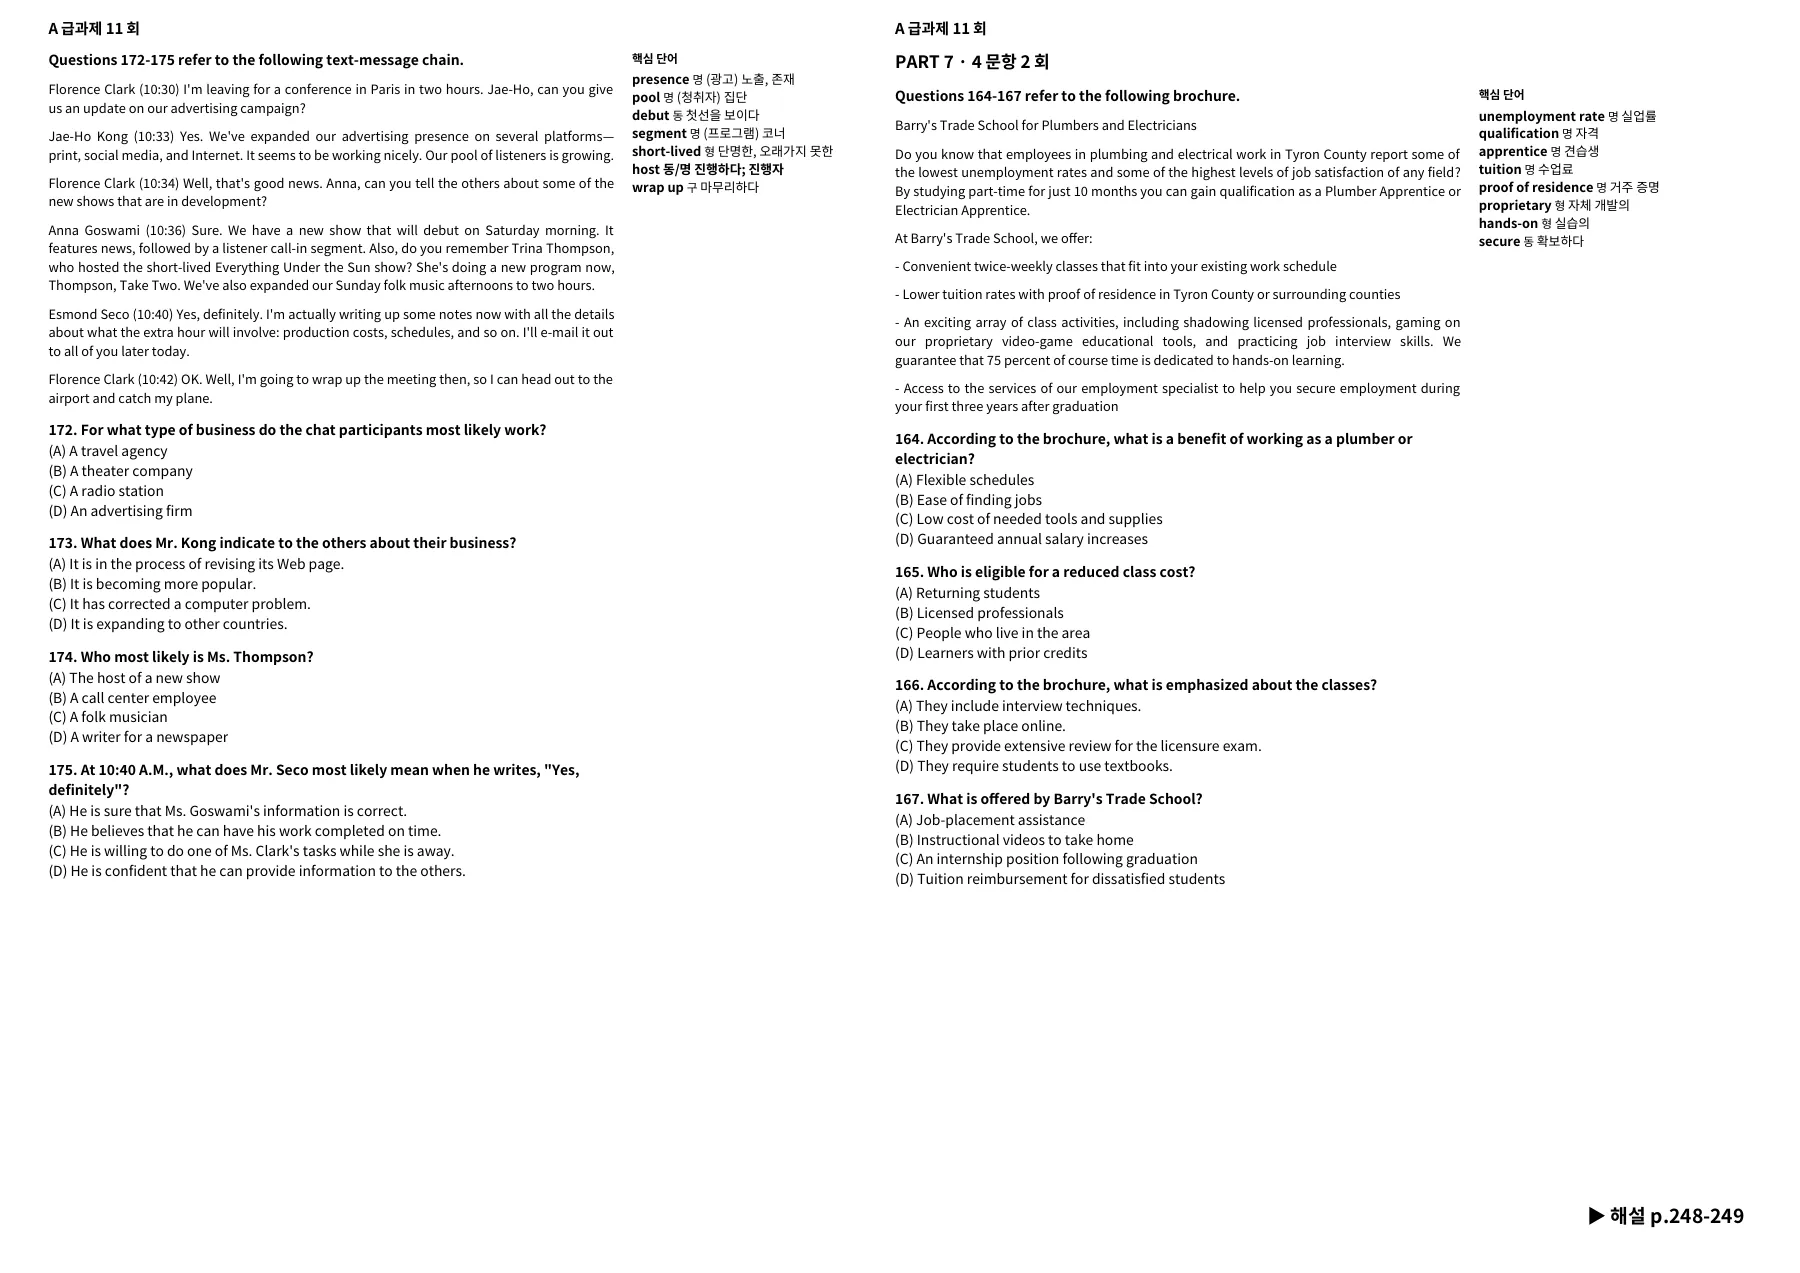 A 급과제 11 회
Questions 172-175 refer to the following text-message chain.
Florence Clark (10:30) I'm leaving for a conference in Paris in two hours. Jae-Ho, can you give
us an update on our advertising campaign?
Jae-Ho Kong (10:33) Yes. We've expanded our advertising presence on several platforms—
print, social media, and Internet. It seems to be working nicely. Our pool of listeners is growing.
Florence Clark (10:34) Well, that's good news. Anna, can you tell the others about some of the
new shows that are in development?
Anna Goswami (10:36) Sure. We have a new show that will debut on Saturday morning. It
features news, followed by a listener call-in segment. Also, do you remember Trina Thompson,
who hosted the short-lived Everything Under the Sun show? She's doing a new program now,
Thompson, Take Two. We've also expanded our Sunday folk music afternoons to two hours.
Esmond Seco (10:40) Yes, definitely. I'm actually writing up some notes now with all the details
about what the extra hour will involve: production costs, schedules, and so on. I'll e-mail it out
to all of you later today.
Florence Clark (10:42) OK. Well, I'm going to wrap up the meeting then, so I can head out to the
airport and catch my plane.
172. For what type of business do the chat participants most likely work?
(A) A travel agency
(B) A theater company
(C) A radio station
(D) An advertising firm
173. What does Mr. Kong indicate to the others about their business?
(A) It is in the process of revising its Web page.
(B) It is becoming more popular.
(C) It has corrected a computer problem.
(D) It is expanding to other countries.
174. Who most likely is Ms. Thompson?
(A) The host of a new show
(B) A call center employee
(C) A folk musician
(D) A writer for a newspaper
175. At 10:40 A.M., what does Mr. Seco most likely mean when he writes, "Yes,
definitely"?
(A) He is sure that Ms. Goswami's information is correct.
(B) He believes that he can have his work completed on time.
(C) He is willing to do one of Ms. Clark's tasks while she is away.
(D) He is confident that he can provide information to the others.
핵심 단어
presence 명 (광고) 노출, 존재
pool 명 (청취자) 집단
debut 동 첫선을 보이다
segment 명 (프로그램) 코너
short-lived 형 단명한, 오래가지 못한
host 동/명 진행하다; 진행자
wrap up 구 마무리하다
A 급과제 11 회
PART 7 · 4 문항 2 회
Questions 164-167 refer to the following brochure.
Barry's Trade School for Plumbers and Electricians
Do you know that employees in plumbing and electrical work in Tyron County report some of
the lowest unemployment rates and some of the highest levels of job satisfaction of any field?
By studying part-time for just 10 months you can gain qualification as a Plumber Apprentice or
Electrician Apprentice.
At Barry's Trade School, we offer:
- Convenient twice-weekly classes that fit into your existing work schedule
- Lower tuition rates with proof of residence in Tyron County or surrounding counties
- An exciting array of class activities, including shadowing licensed professionals, gaming on
our proprietary video-game educational tools, and practicing job interview skills. We
guarantee that 75 percent of course time is dedicated to hands-on learning.
- Access to the services of our employment specialist to help you secure employment during
your first three years after graduation
164. According to the brochure, what is a benefit of working as a plumber or
electrician?
(A) Flexible schedules
(B) Ease of finding jobs
(C) Low cost of needed tools and supplies
(D) Guaranteed annual salary increases
165. Who is eligible for a reduced class cost?
(A) Returning students
(B) Licensed professionals
(C) People who live in the area
(D) Learners with prior credits
166. According to the brochure, what is emphasized about the classes?
(A) They include interview techniques.
(B) They take place online.
(C) They provide extensive review for the licensure exam.
(D) They require students to use textbooks.
167. What is offered by Barry's Trade School?
(A) Job-placement assistance
(B) Instructional videos to take home
(C) An internship position following graduation
(D) Tuition reimbursement for dissatisfied students
핵심 단어
unemployment rate 명 실업률
qualification 명 자격
apprentice 명 견습생
tuition 명 수업료
proof of residence 명 거주 증명
proprietary 형 자체 개발의
hands-on 형 실습의
secure 동 확보하다
▶ 해설 p.248-249